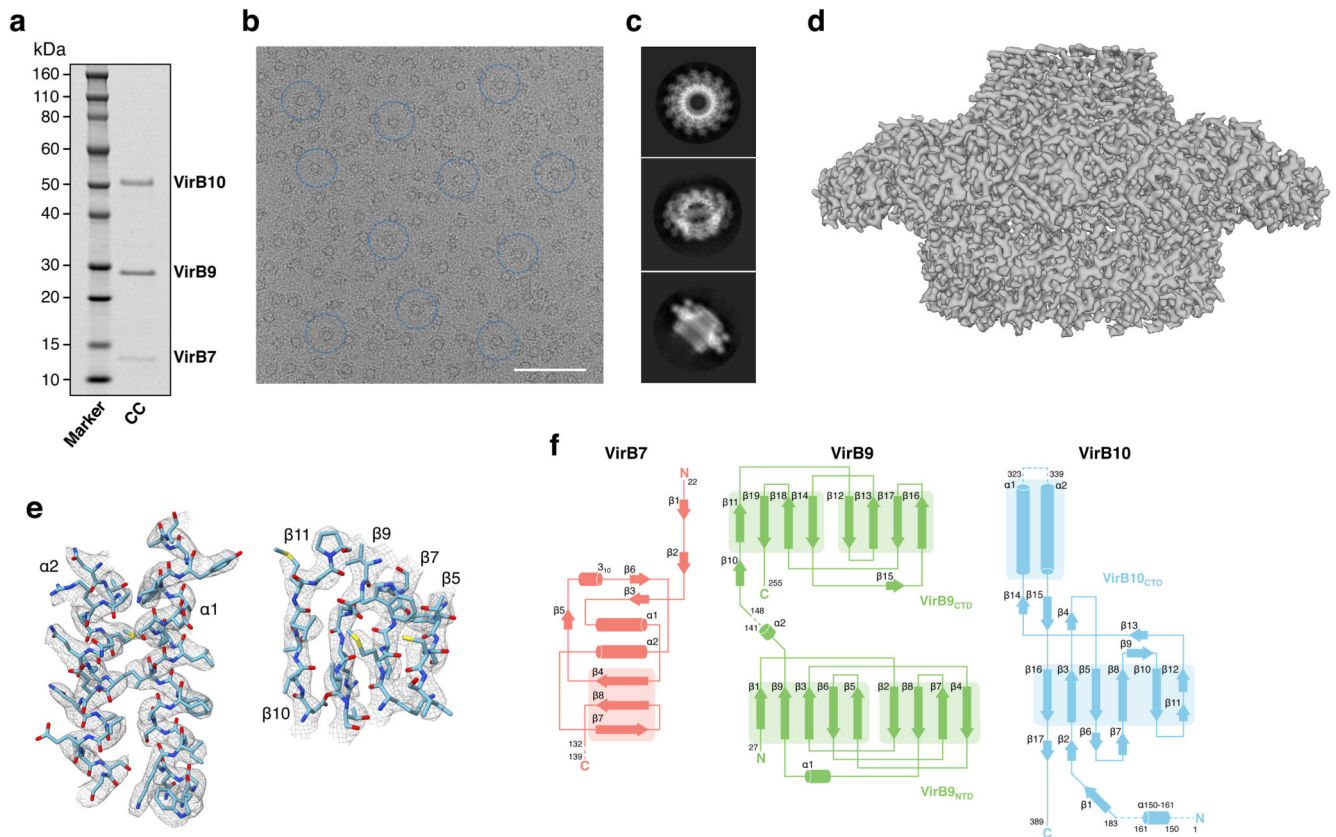 a
kDa
160
110
80
60
50
40
30
20
15
10
VirB10
VirB9
VirB7
Marker
CC
b
c
d
e
α2
α1
β11
β9
β7
β5
β10
f
VirB7
N
22
β1
β2
3₁₀
β6
β3
β5
α1
α2
β4
β8
β7
132
139
C
VirB9
β11
β19
β18
β14
β12
β13
β17
β16
β10
β15
C
255
VirB9CTD
148
141
α2
β1
β9
β3
β6
β5
β2
β8
β7
β4
27
N
α1
VirB9NTD
VirB10
323
339
α1
α2
VirB10CTD
β14
β15
β4
β13
β9
β16
β3
β5
β8
β10
β12
β11
β17
β2
β6
β7
β1
183
α150-161
161
150
N
1
389
C